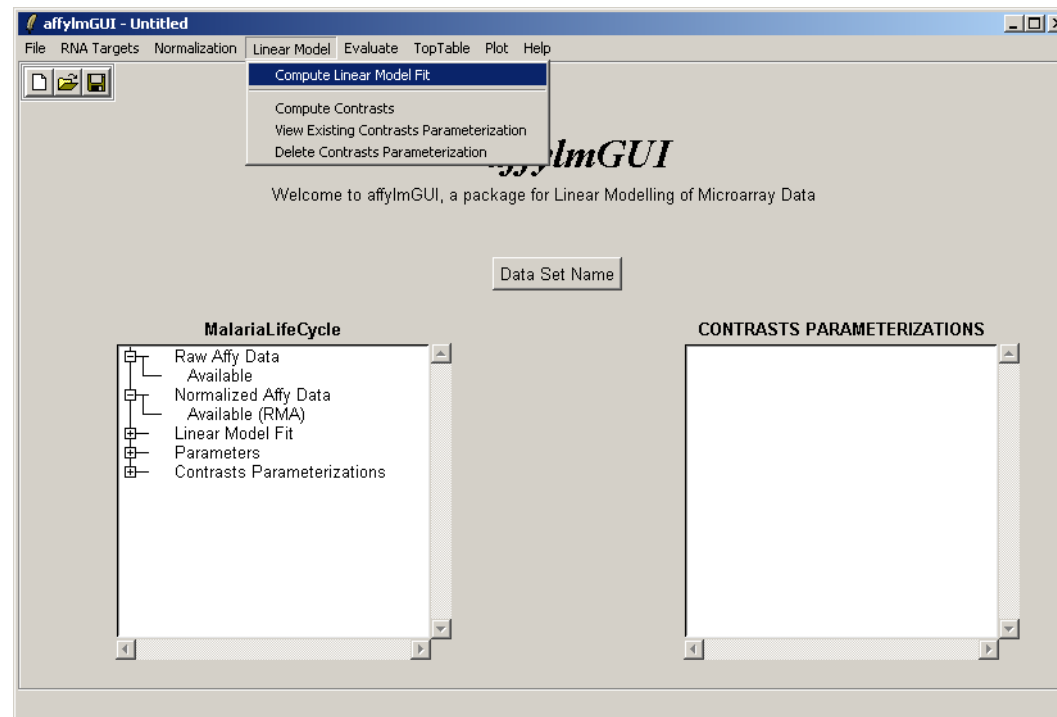 affylmGUI - Untitled
File RNA Targets Normalization Linear Model Evaluate TopTable Plot Help
Compute Linear Model Fit
Compute Contrasts
View Existing Contrasts Parameterization
Delete Contrasts Parameterization
affylmGUI
Welcome to affylmGUI, a package for Linear Modelling of Microarray Data
Data Set Name
MalariaLifeCycle
Raw Affy Data
Available
Normalized Affy Data
Available (RMA)
Linear Model Fit
Parameters
Contrasts Parameterizations
CONTRASTS PARAMETERIZATIONS